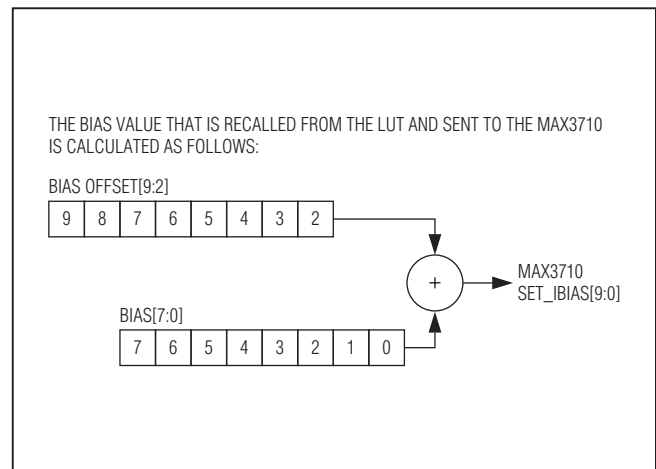 THE BIAS VALUE THAT IS RECALLED FROM THE LUT AND SENT TO THE MAX3710
IS CALCULATED AS FOLLOWS:
BIAS OFFSET[9:2]
9 8 7 6 5 4 3 2
+
MAX3710
SET_IBIAS[9:0]
BIAS[7:0]
7 6 5 4 3 2 1 0